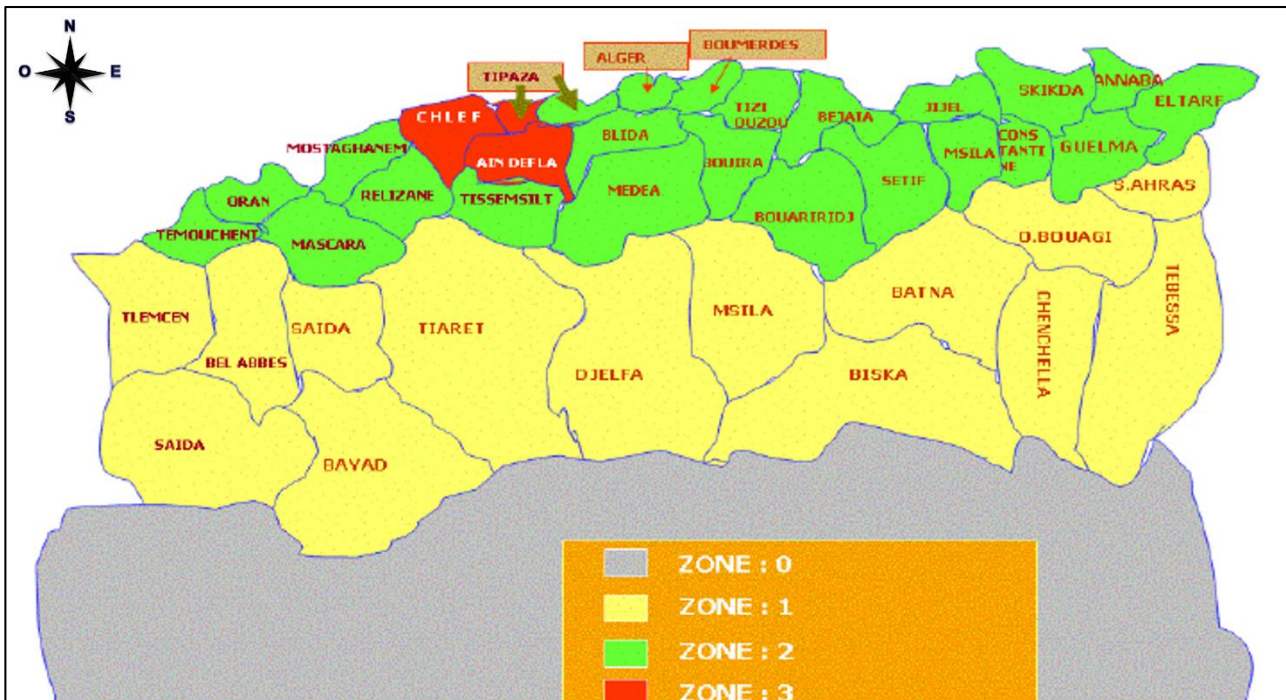 N
O
E
S
TIPAZA
ALGER
BOUMERDES
CHLEF
AIN DEFLA
MOSTAGHANEM
ORAN
RELIZANE
TEMOUCHENT
MASCARA
TISSEMSILT
BLIDA
MEDEA
BOUIRA
TIZI
OUZOU
BEJAIA
JIJEL
SKIKDA
ANNABA
ELTARF
MSILA
CONS
TANTI
NE
GUELMA
SETIF
BOUARIRIDJ
S.AHRAS
O.BOUAGI
TLEMCEN
BEL ABBES
SAIDA
TIARET
DJELFA
MSILA
BATNA
BISKA
CHENCHELLA
TEBESSA
SAIDA
BAYAD
ZONE : 0
ZONE : 1
ZONE : 2
ZONE : 3